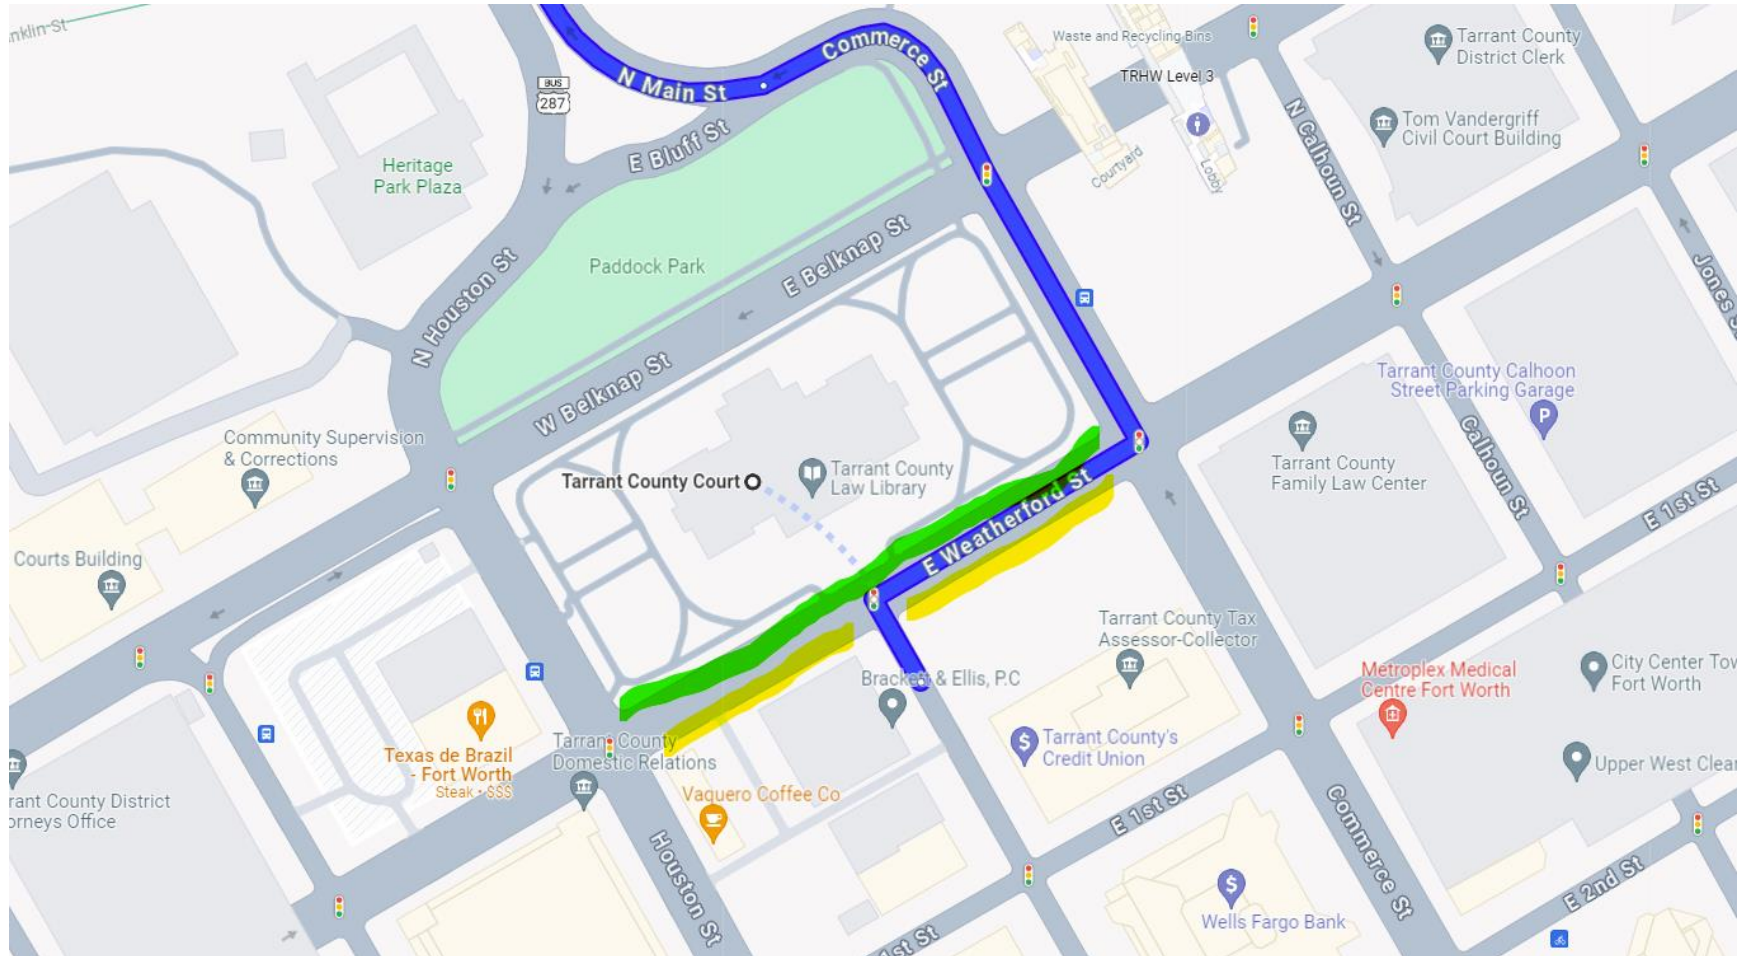 nklin-St
Commerce St
N Main St
BUS
287
E Bluff St
Waste and Recycling Bins
TRHW Level 3
Tarrant County
District Clerk
N Calhoun St
Tom Vandergriff
Civil Court Building
Courtyard
Lobby
Heritage
Park Plaza
Paddock Park
E Belknap St
N Houston St
W Belknap St
Jones S
Tarrant County Calhoon
Street Parking Garage
P
Community Supervision
& Corrections
Tarrant County Court
Tarrant County
Law Library
Tarrant County
Family Law Center
Calhoun St
E 1st St
E Weatherford St
Courts Building
Tarrant County Tax
Assessor-Collector
Brackett & Ellis, P.C
Metroplex Medical
Centre Fort Worth
City Center Tow
Fort Worth
Texas de Brazil
- Fort Worth
Steak • $$$
Tarrant County
Domestic Relations
$
Tarrant County's
Credit Union
Upper West Clear
rrant County District
orneys Office
Vaquero Coffee Co
E 1st St
Houston St
Commerce St
E 2nd St
$
Wells Fargo Bank
1st St